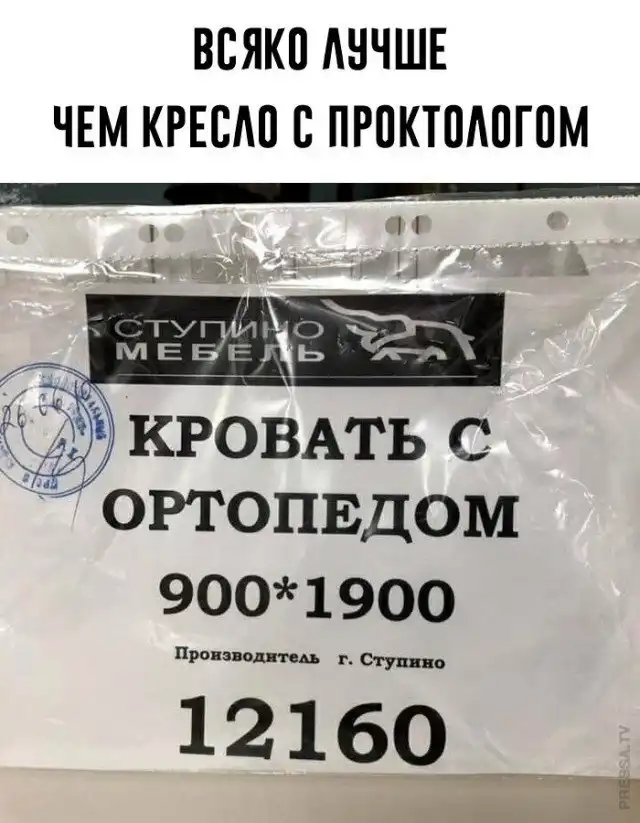 ВСЯКО ЛУЧШЕ
ЧЕМ КРЕСЛО С ПРОКТОЛОГОМ
СТУПИНО
МЕБЕЛЬ
КРОВАТЬ С
ОРТОПЕДОМ
900*1900
Производитель г. Ступино
12160
PRESSA.TV